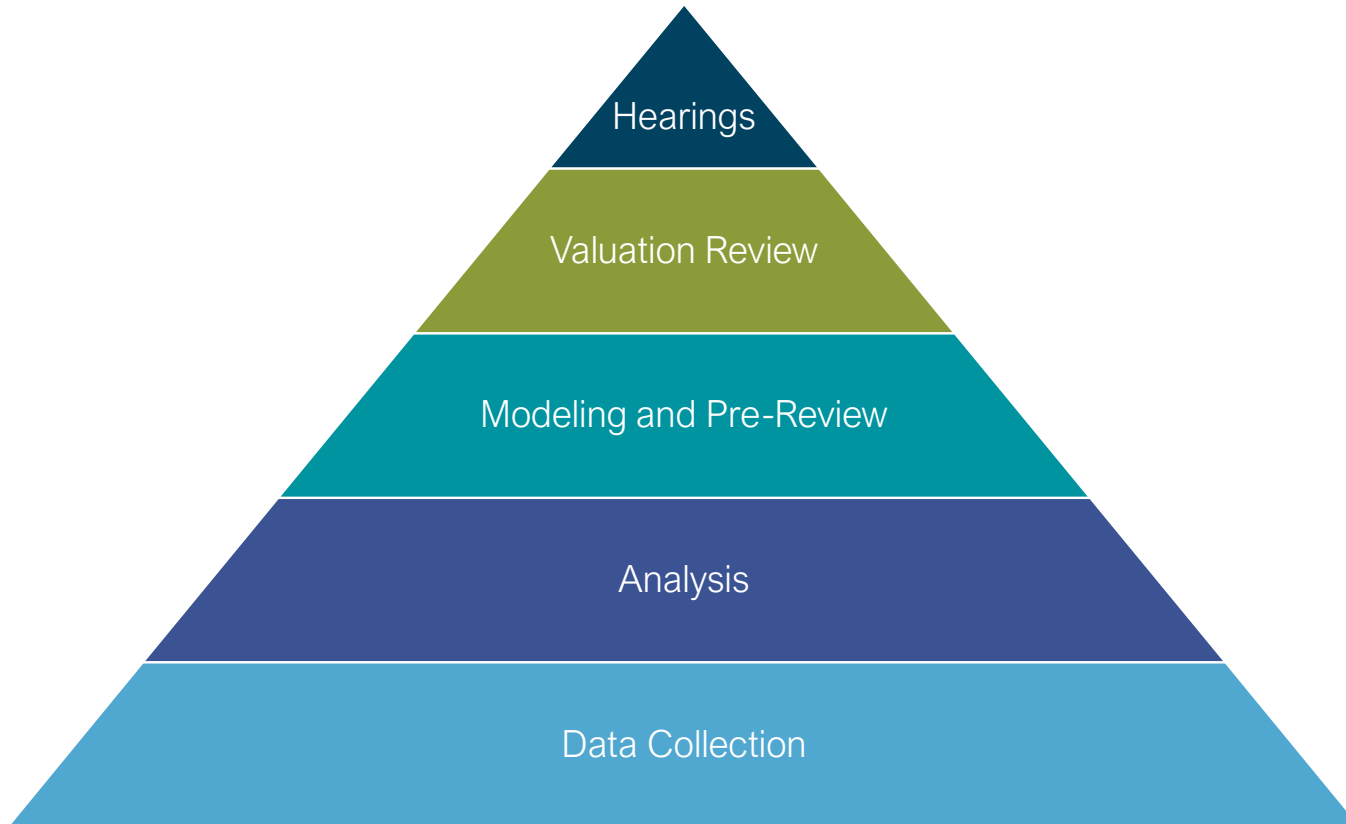 Hearings
Valuation Review
Modeling and Pre-Review
Analysis
Data Collection